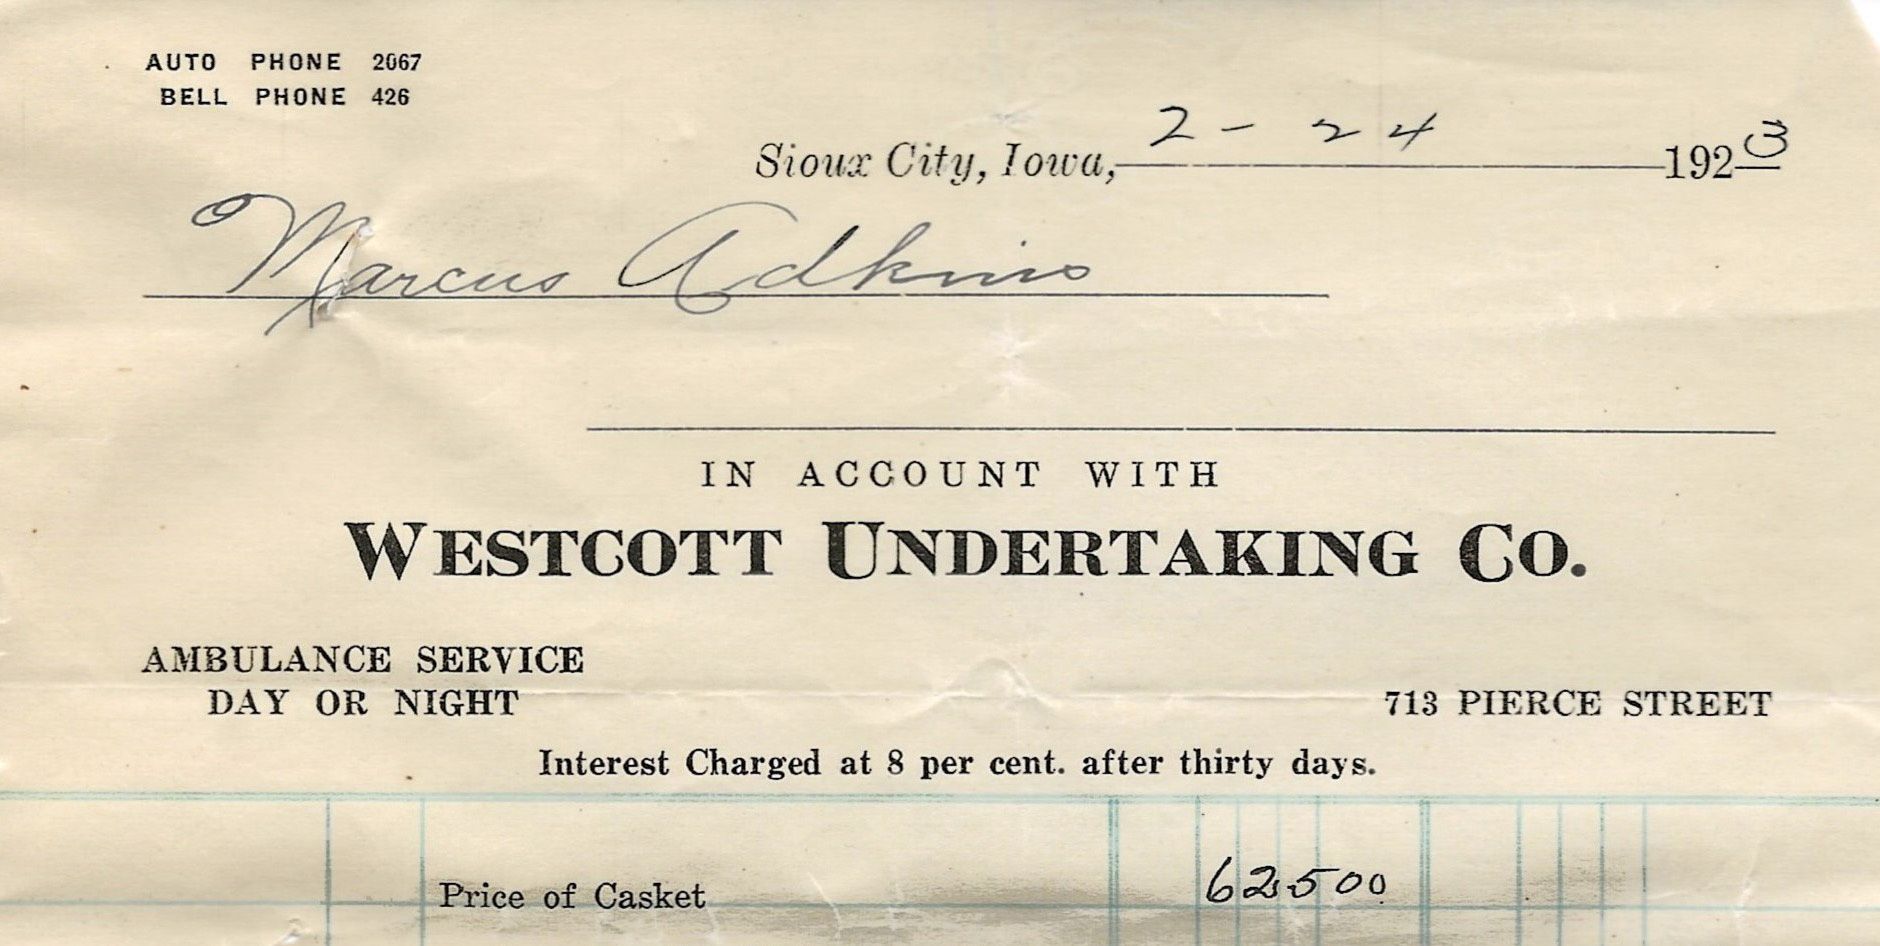 AUTO PHONE 2067
BELL PHONE 426
Sioux City, Iowa, 2 - 24 1923
Marcus Adkins
IN ACCOUNT WITH
WESTCOTT UNDERTAKING CO.
AMBULANCE SERVICE
DAY OR NIGHT
713 PIERCE STREET
Interest Charged at 8 per cent. after thirty days.
Price of Casket 62500